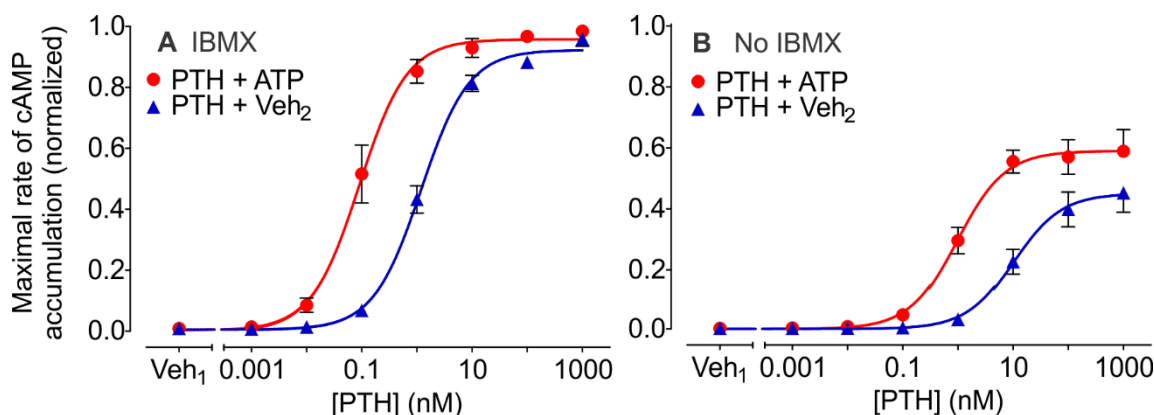 Maximal rate of cAMP
accumulation (normalized)
A IBMX
PTH + ATP
PTH + Veh₂
1.0
0.8
0.6
0.4
0.2
0.0
Veh₁ 0.001 0.1 10 1000
[PTH] (nM)
B No IBMX
PTH + ATP
PTH + Veh₂
1.0
0.8
0.6
0.4
0.2
0.0
Veh₁ 0.001 0.1 10 1000
[PTH] (nM)